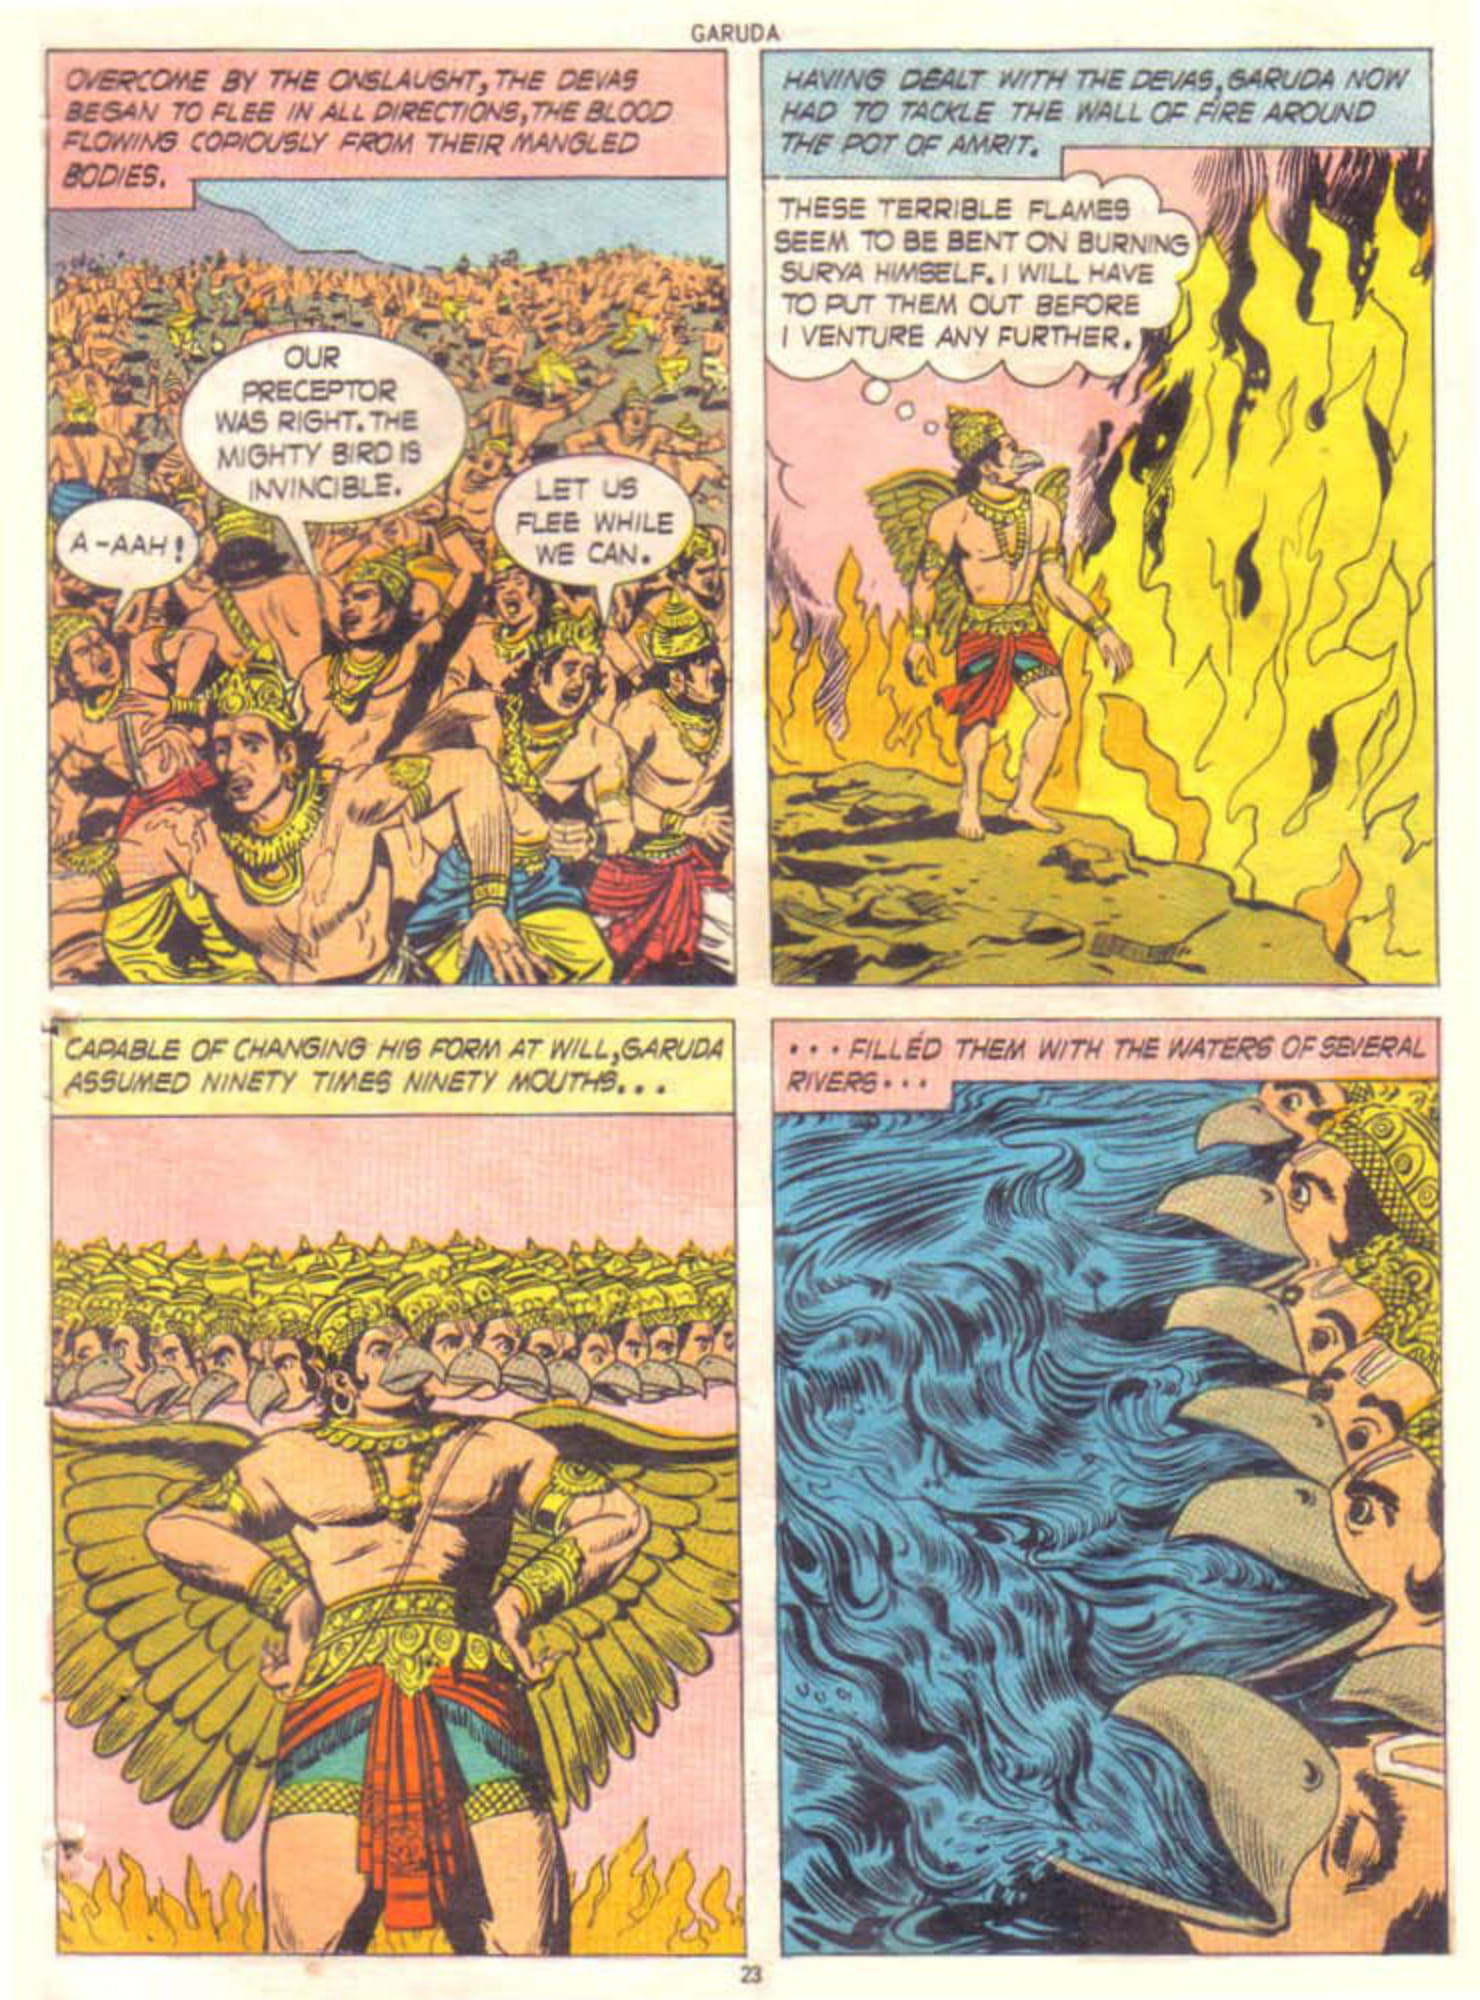 GARUDA
OVERCOME BY THE ONSLAUGHT, THE DEVAS
BEGAN TO FLEE IN ALL DIRECTIONS, THE BLOOD
FLOWING COPIOUSLY FROM THEIR MANGLED
BODIES.
OUR
PRECEPTOR
WAS RIGHT. THE
MIGHTY BIRD IS
INVINCIBLE.
A-AAH!
LET US
FLEE WHILE
WE CAN.
HAVING DEALT WITH THE DEVAS, GARUDA NOW
HAD TO TACKLE THE WALL OF FIRE AROUND
THE POT OF AMRIT.
THESE TERRIBLE FLAMES
SEEM TO BE BENT ON BURNING
SURYA HIMSELF. I WILL HAVE
TO PUT THEM OUT BEFORE
I VENTURE ANY FURTHER.
CAPABLE OF CHANGING HIS FORM AT WILL, GARUDA
ASSUMED NINETY TIMES NINETY MOUTHS...
...FILLED THEM WITH THE WATERS OF SEVERAL
RIVERS...
23